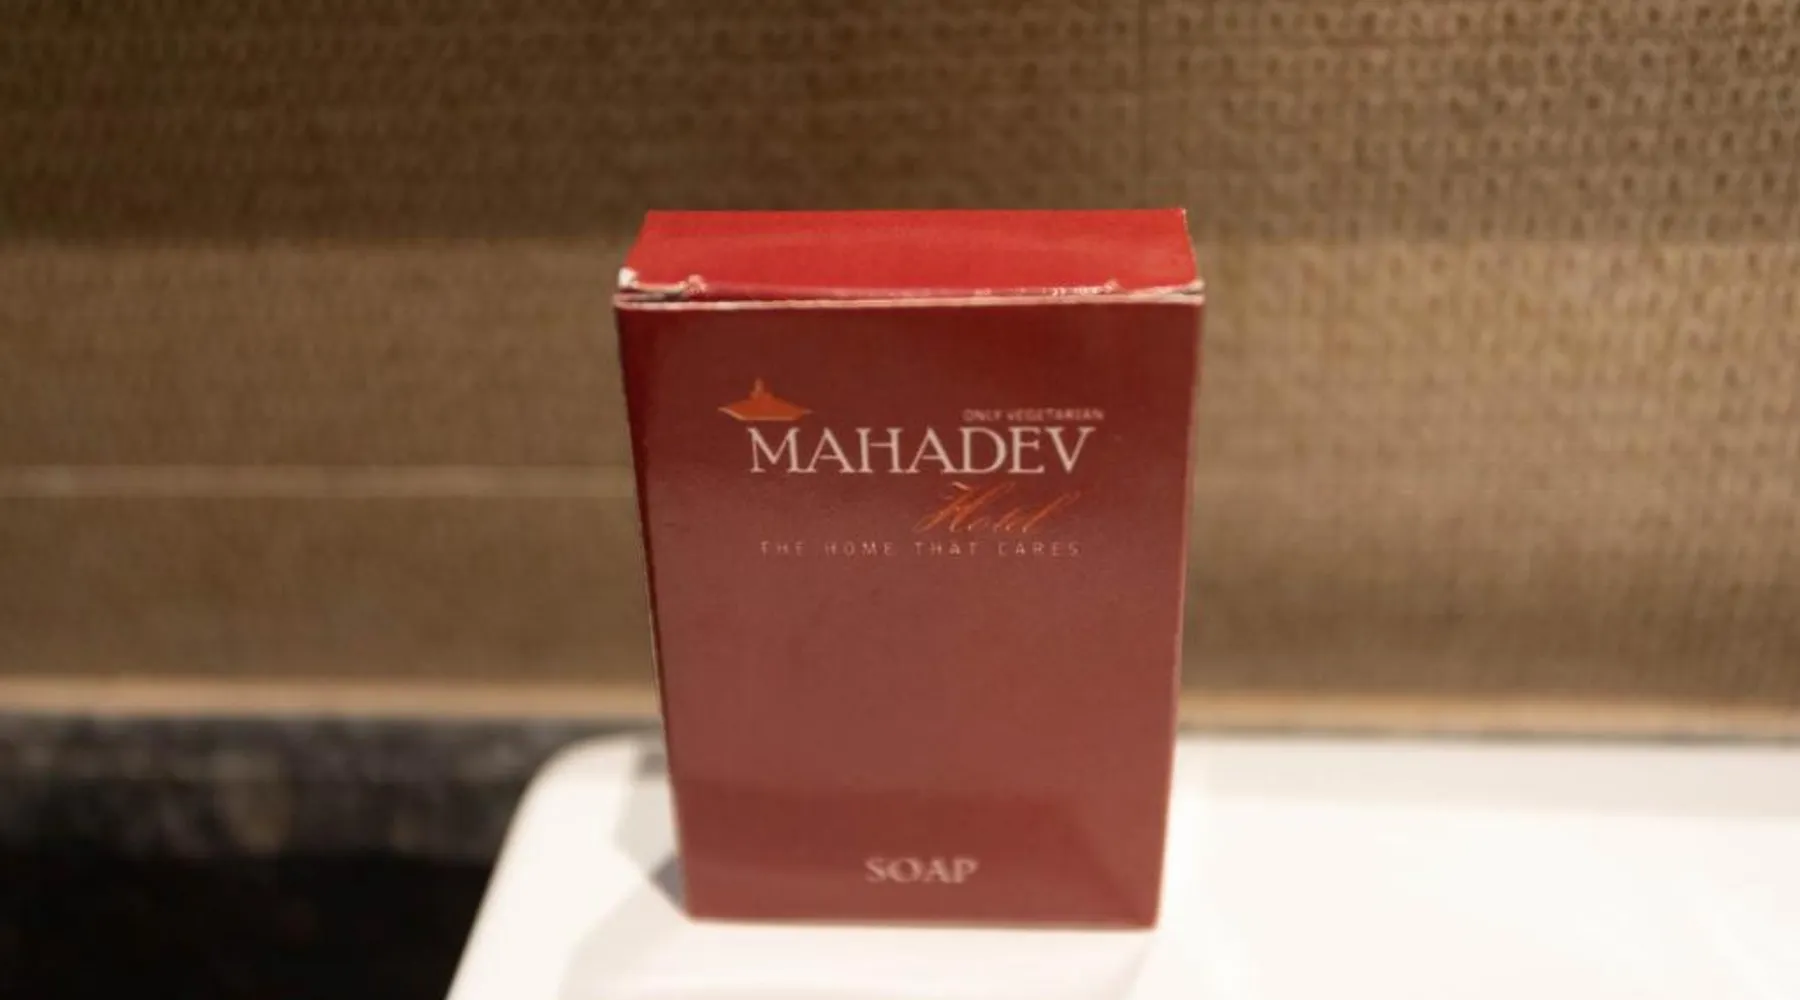 ONLY VEGETARIAN
MAHADEV
Hotel
THE HOME THAT CARES
SOAP